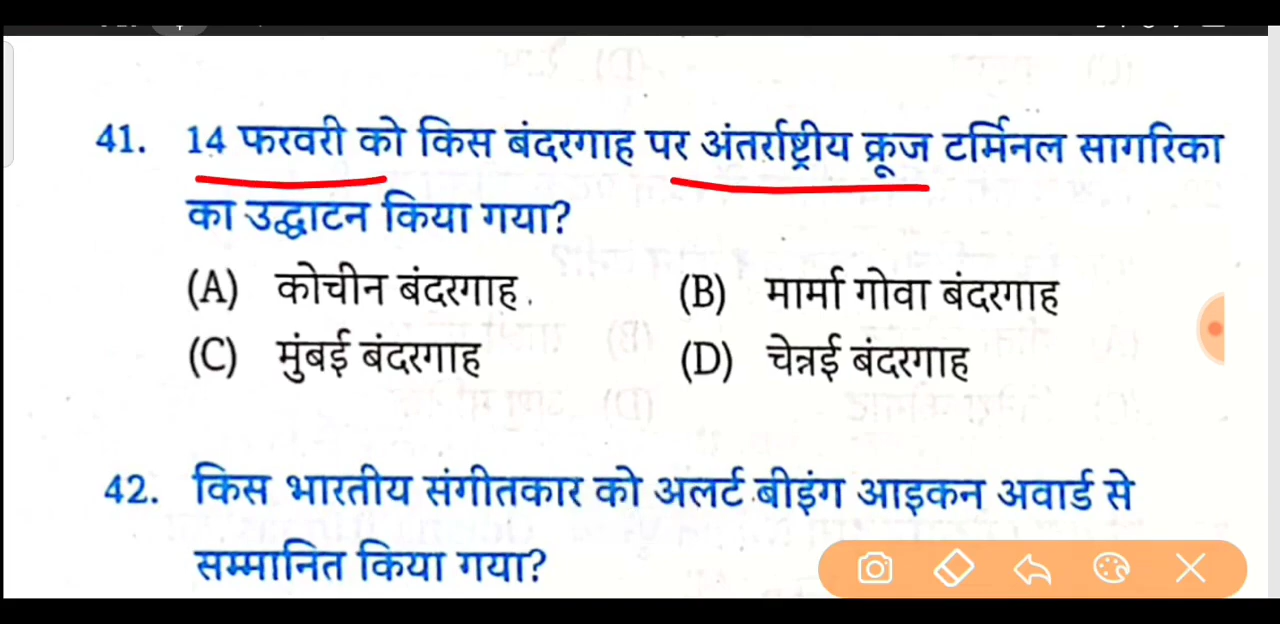 41. 14 फरवरी को किस बंदरगाह पर अंतर्राष्ट्रीय क्रूज टर्मिनल सागरिका
का उद्घाटन किया गया?
(A) कोचीन बंदरगाह. (B) मार्मा गोवा बंदरगाह
(C) मुंबई बंदरगाह (D) चेन्नई बंदरगाह
42. किस भारतीय संगीतकार को अलर्ट बीइंग आइकन अवार्ड से
सम्मानित किया गया?